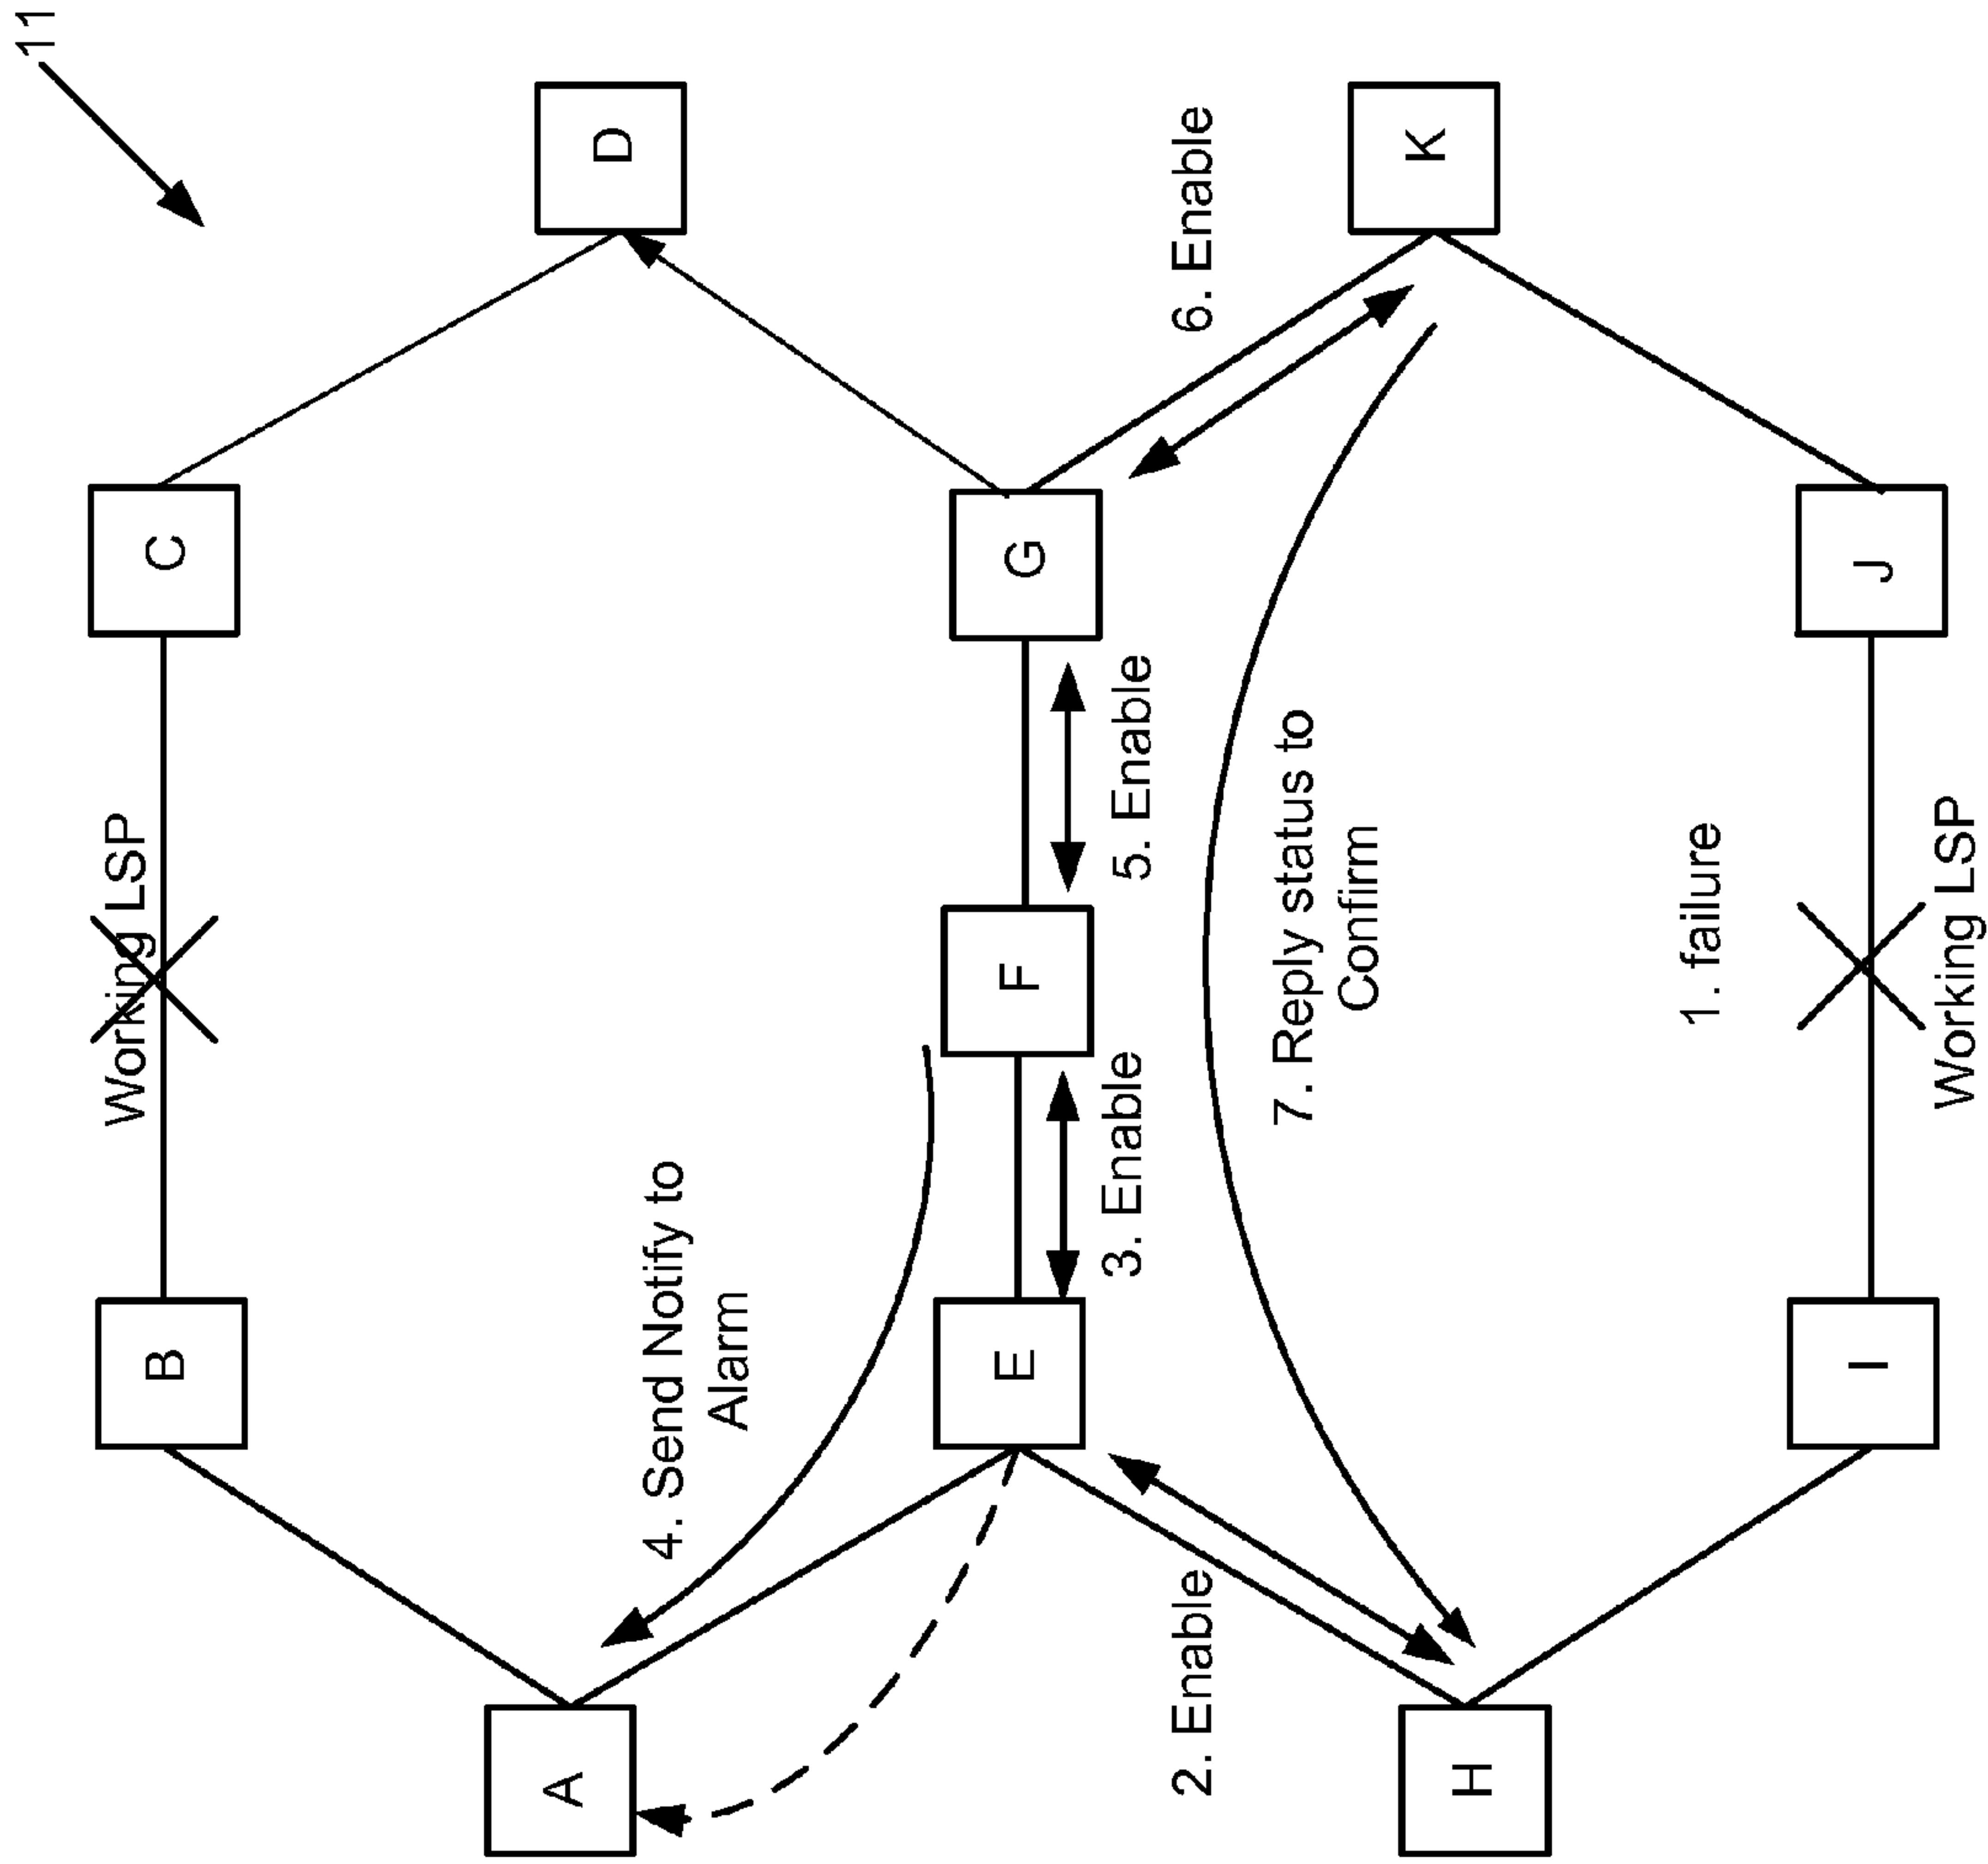 11
Working LSP
B
C
A
D
4. Send Notify to
Alarm
E
F
G
3. Enable
5. Enable
2. Enable
6. Enable
7. Reply status to
Confirm
H
K
1. failure
I
J
Working LSP